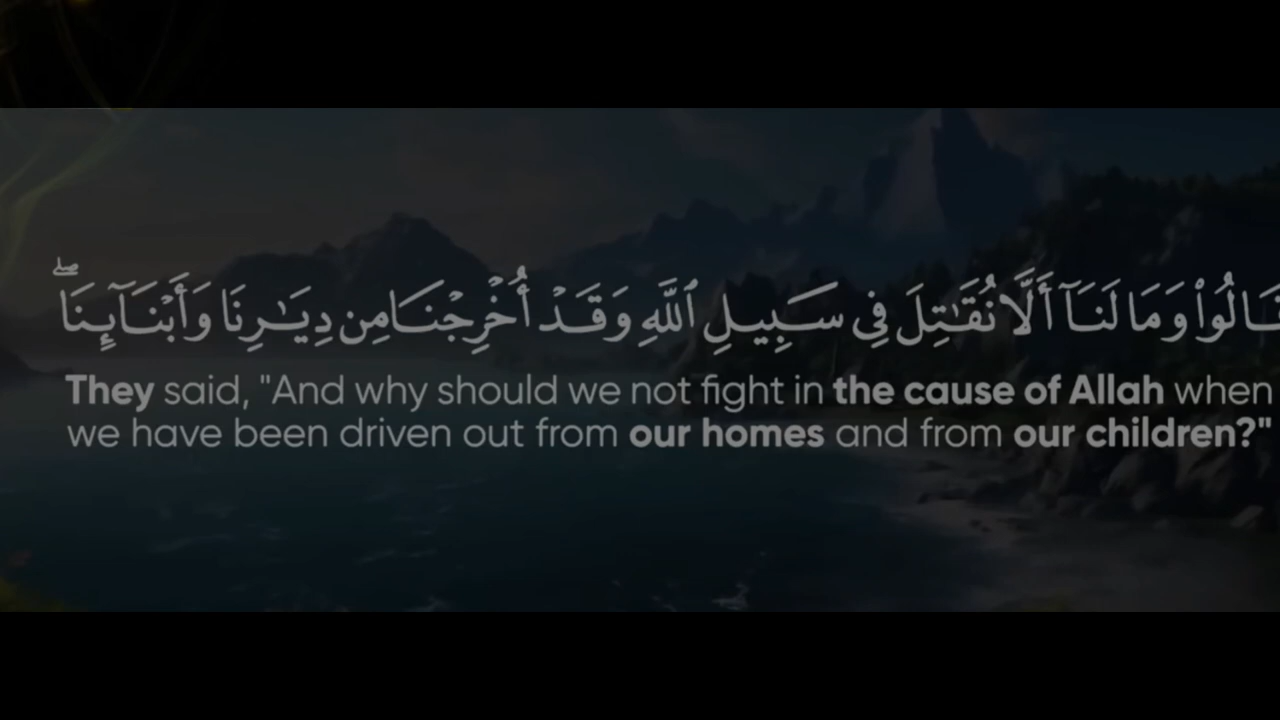 قَالُوا۟ وَمَا لَنَآ أَلَّا نُقَـٰتِلَ فِى سَبِيلِ ٱللَّهِ وَقَدْ أُخْرِجْنَا مِن دِيَـٰرِنَا وَأَبْنَآئِنَا ۖ
They said, "And why should we not fight in the cause of Allah when
we have been driven out from our homes and from our children?"